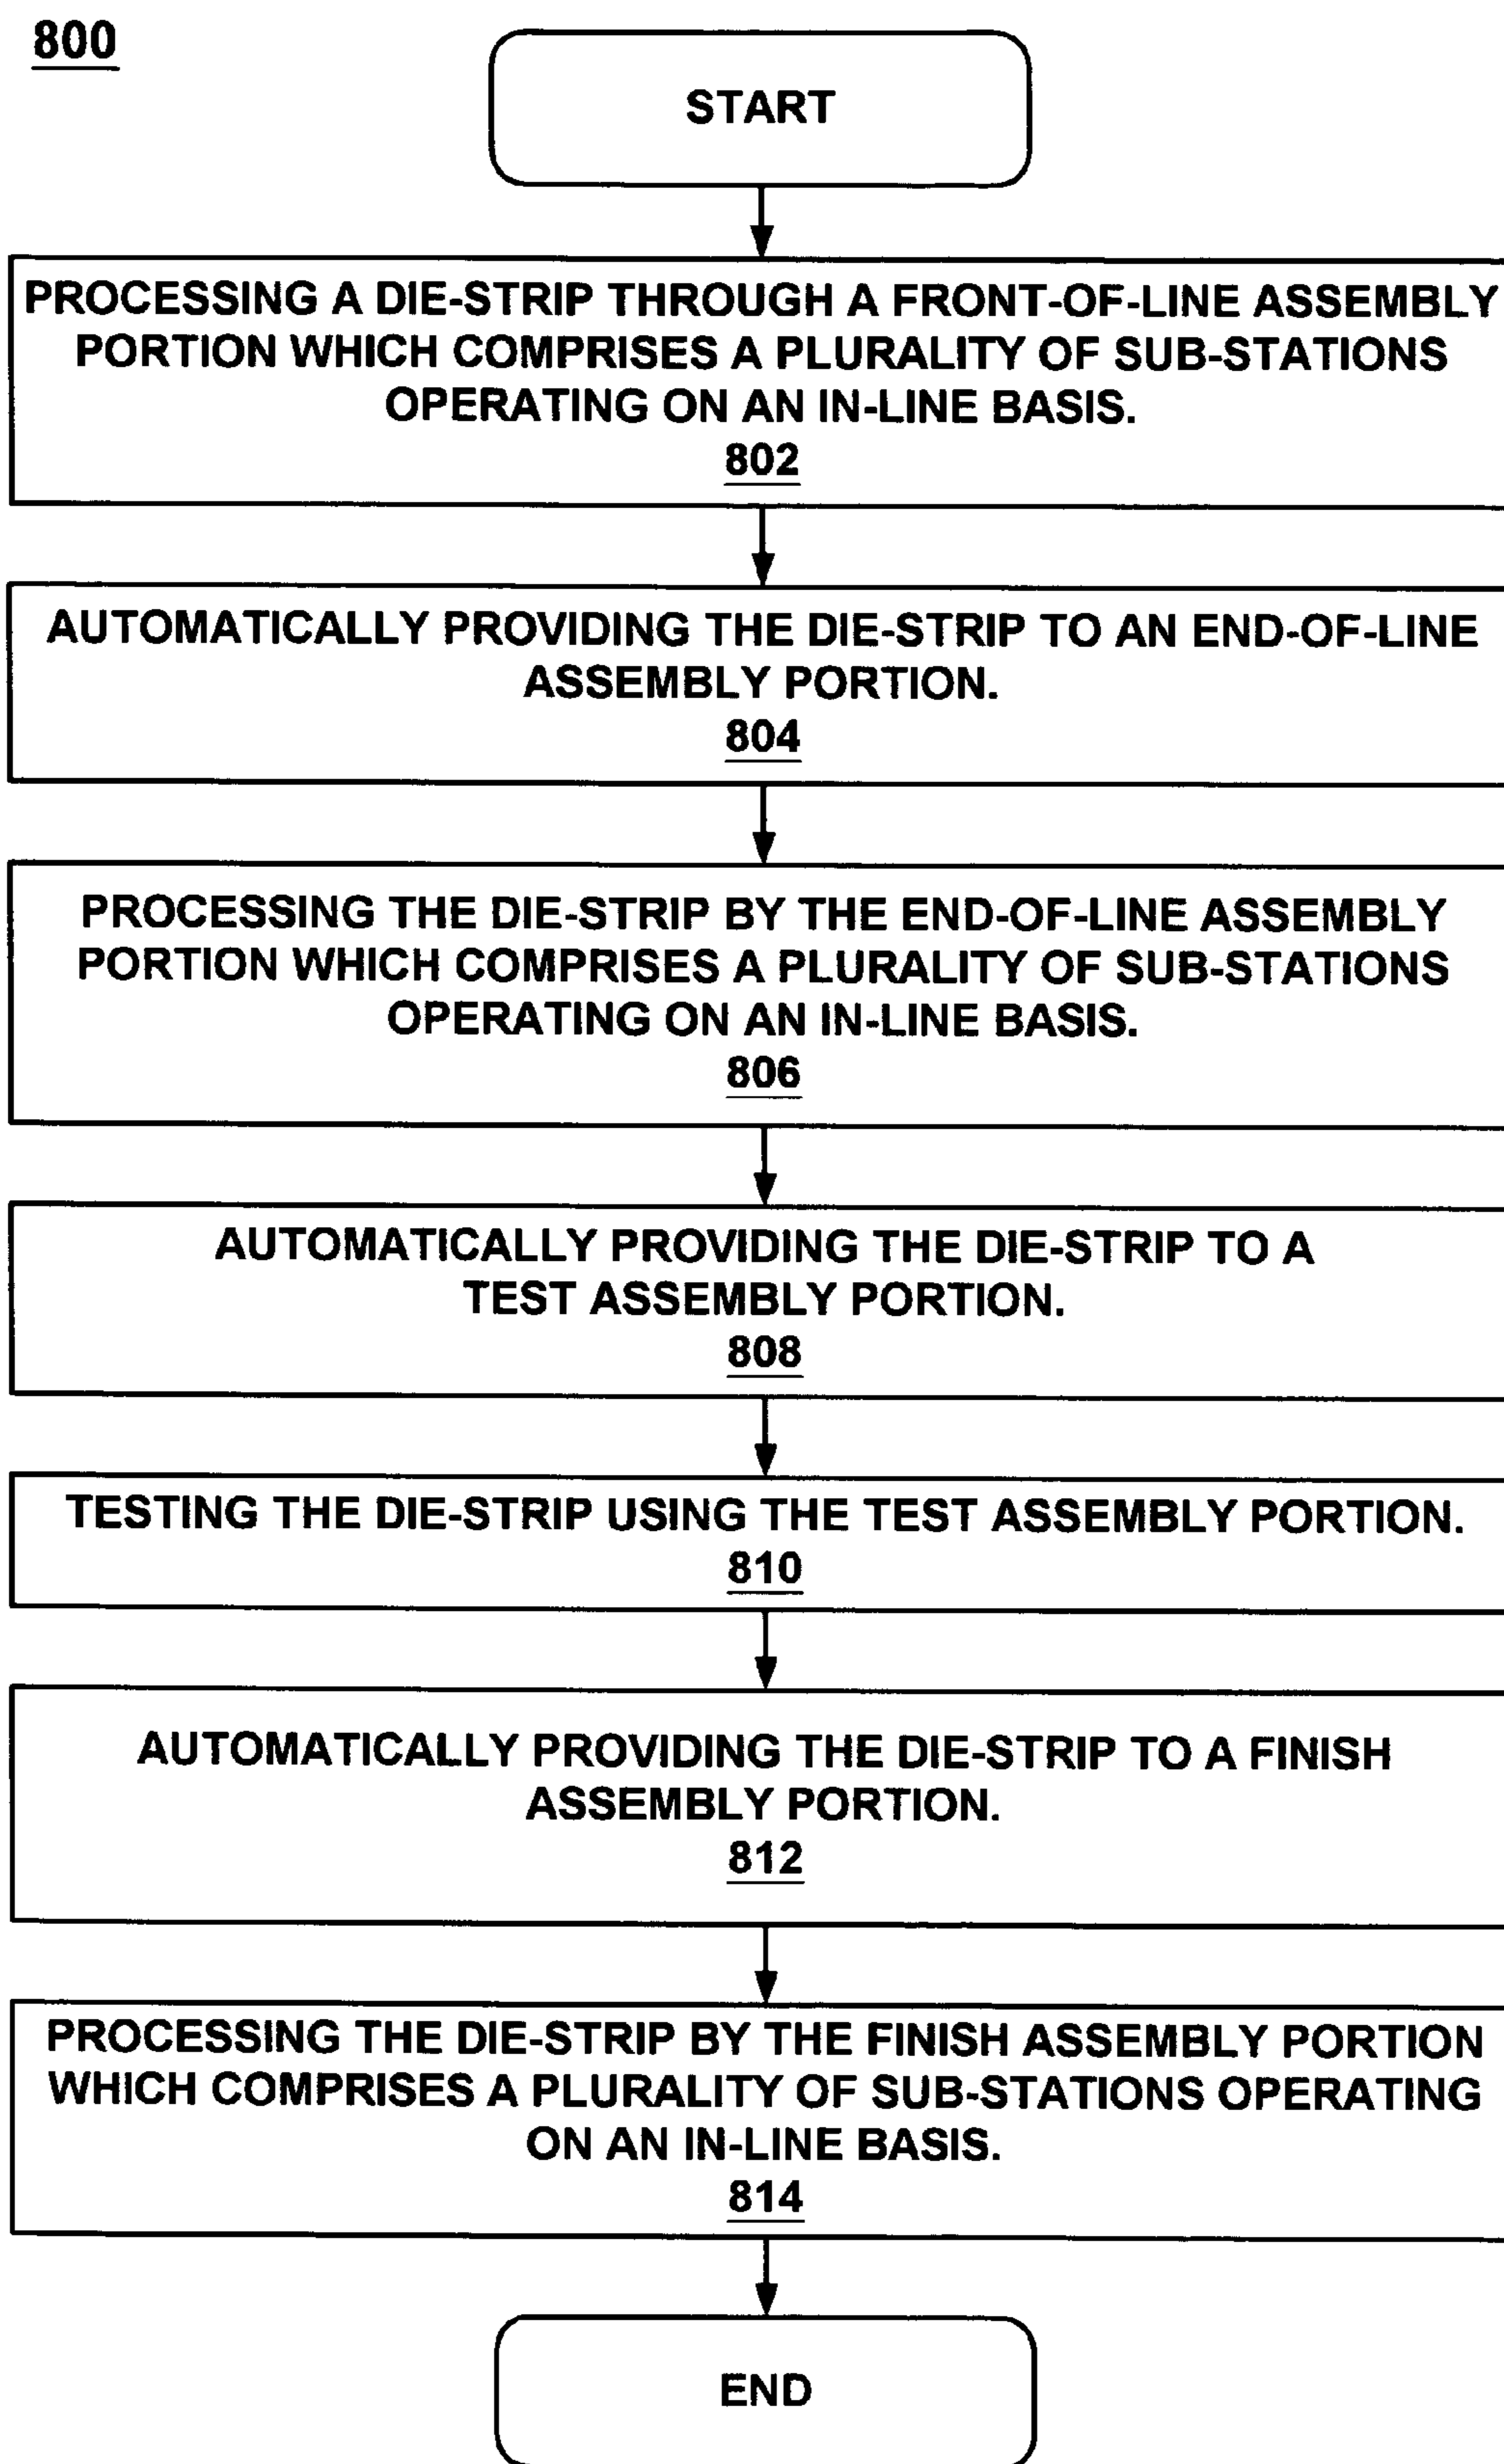 800
START
PROCESSING A DIE-STRIP THROUGH A FRONT-OF-LINE ASSEMBLY
PORTION WHICH COMPRISES A PLURALITY OF SUB-STATIONS
OPERATING ON AN IN-LINE BASIS.
802
AUTOMATICALLY PROVIDING THE DIE-STRIP TO AN END-OF-LINE
ASSEMBLY PORTION.
804
PROCESSING THE DIE-STRIP BY THE END-OF-LINE ASSEMBLY
PORTION WHICH COMPRISES A PLURALITY OF SUB-STATIONS
OPERATING ON AN IN-LINE BASIS.
806
AUTOMATICALLY PROVIDING THE DIE-STRIP TO A
TEST ASSEMBLY PORTION.
808
TESTING THE DIE-STRIP USING THE TEST ASSEMBLY PORTION.
810
AUTOMATICALLY PROVIDING THE DIE-STRIP TO A FINISH
ASSEMBLY PORTION.
812
PROCESSING THE DIE-STRIP BY THE FINISH ASSEMBLY PORTION
WHICH COMPRISES A PLURALITY OF SUB-STATIONS OPERATING
ON AN IN-LINE BASIS.
814
END